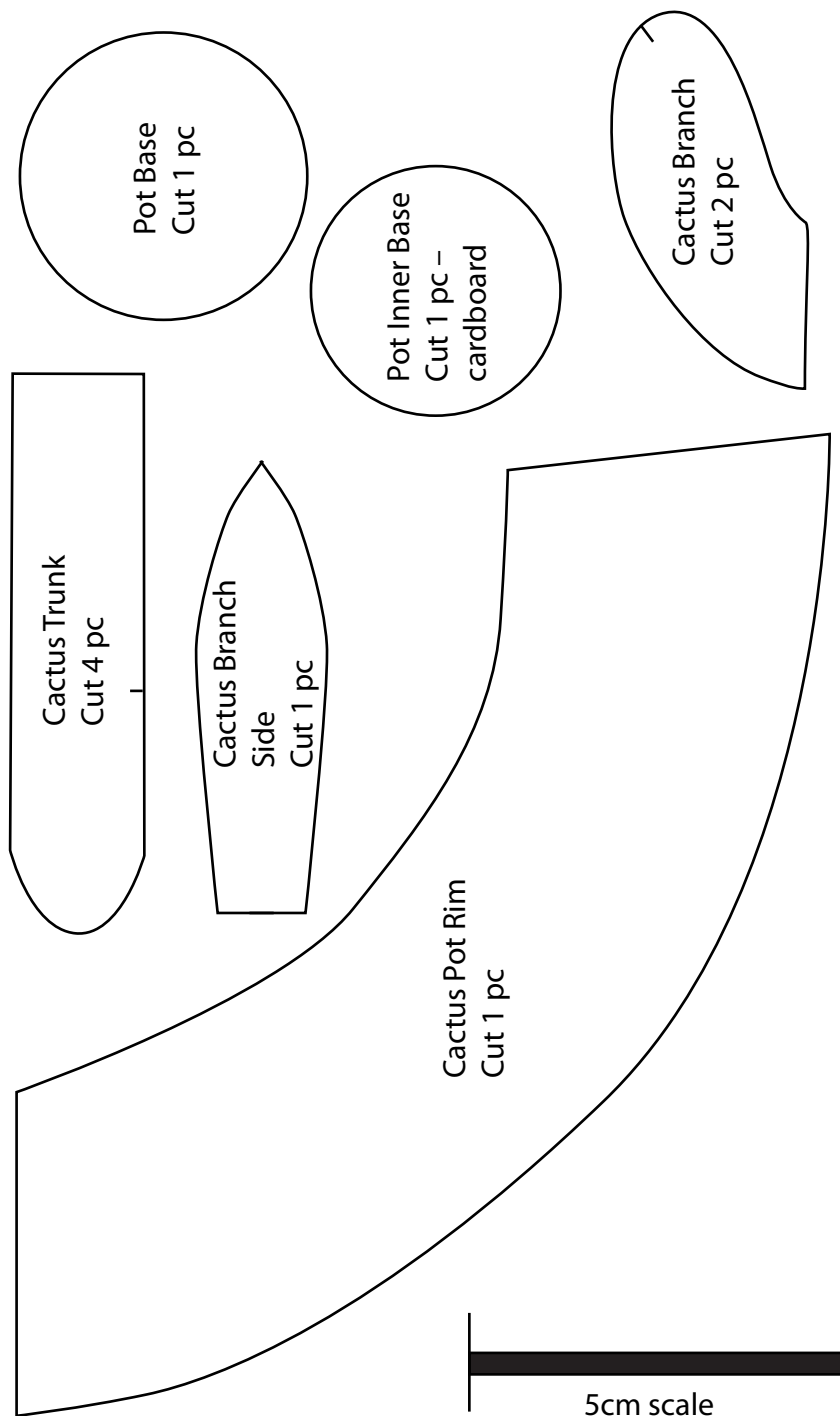 Pot Base
Cut 1 pc
Pot Inner Base
Cut 1 pc –
cardboard
Cactus Branch
Cut 2 pc
Cactus Trunk
Cut 4 pc
Cactus Branch
Side
Cut 1 pc
Cactus Pot Rim
Cut 1 pc
5cm scale